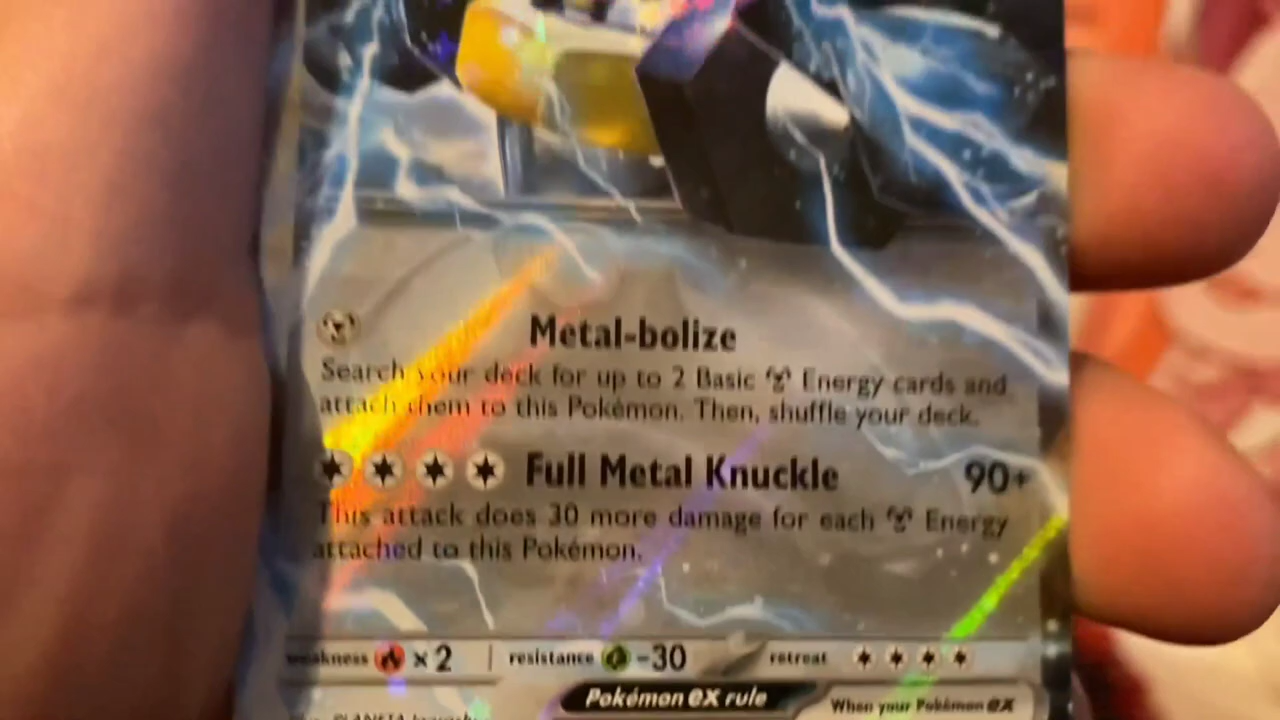 Metal-bolize
Search your deck for up to 2 Basic Energy cards and
attach them to this Pokémon. Then, shuffle your deck.
Full Metal Knuckle 90+
This attack does 30 more damage for each Energy
attached to this Pokémon.
weakness ×2 resistance -30 retreat
Pokémon ex rule When your Pokémon ex
PLANETA